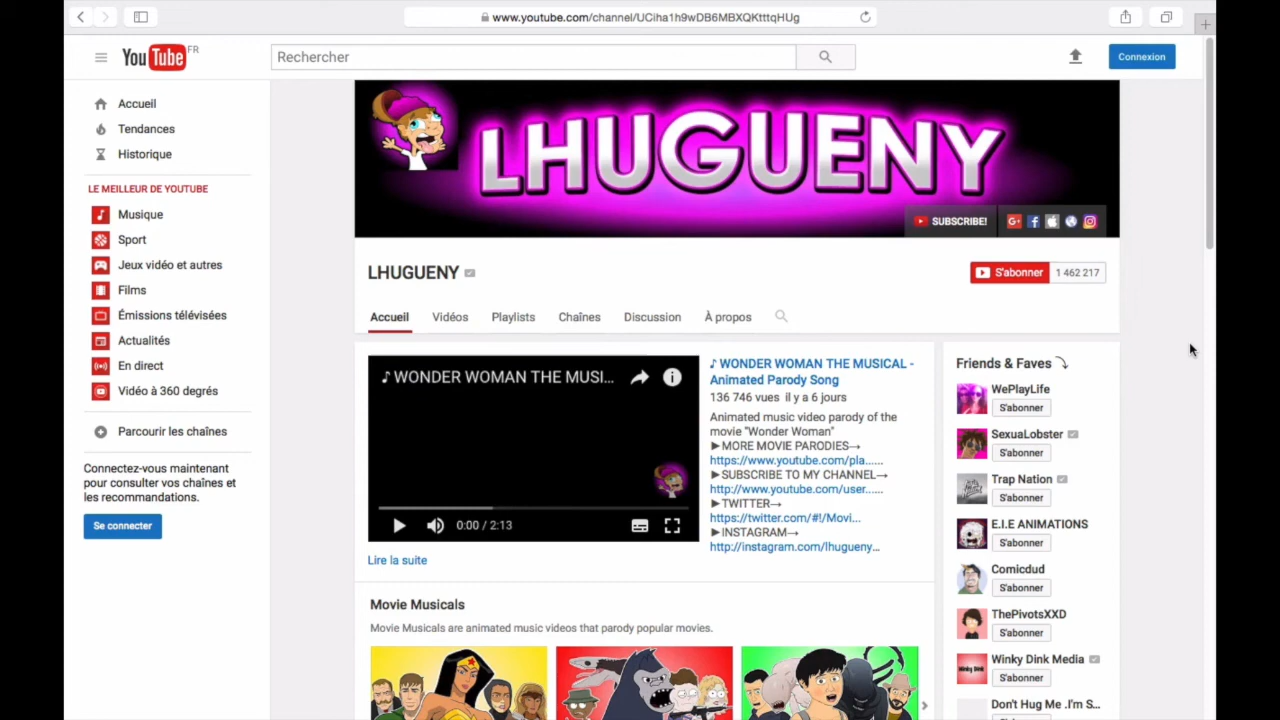 www.youtube.com/channel/UCiha1h9wDB6MBXQKtttqHUg
YouTube FR
Rechercher
Connexion
Accueil
Tendances
Historique
LE MEILLEUR DE YOUTUBE
Musique
Sport
Jeux vidéo et autres
Films
Émissions télévisées
Actualités
En direct
Vidéo à 360 degrés
Parcourir les chaînes
Connectez-vous maintenant
pour consulter vos chaînes et
les recommandations.
Se connecter
LHUGUENY
SUBSCRIBE!
LHUGUENY
S'abonner 1 462 217
Accueil Vidéos Playlists Chaînes Discussion À propos
♪ WONDER WOMAN THE MUSI...
0:00 / 2:13
Lire la suite
♪ WONDER WOMAN THE MUSICAL -
Animated Parody Song
136 746 vues il y a 6 jours
Animated music video parody of the
movie "Wonder Woman"
►MORE MOVIE PARODIES→
https://www.youtube.com/pla......
►SUBSCRIBE TO MY CHANNEL→
http://www.youtube.com/user......
►TWITTER→
https://twitter.com/#!/Movi...
►INSTAGRAM→
http://instagram.com/lhugueny...
Movie Musicals
Movie Musicals are animated music videos that parody popular movies.
Friends & Faves
WePlayLife
S'abonner
SexuaLobster
S'abonner
Trap Nation
S'abonner
E.I.E ANIMATIONS
S'abonner
Comicdud
S'abonner
ThePivotsXXD
S'abonner
Winky Dink Media
S'abonner
Don't Hug Me .I'm S...